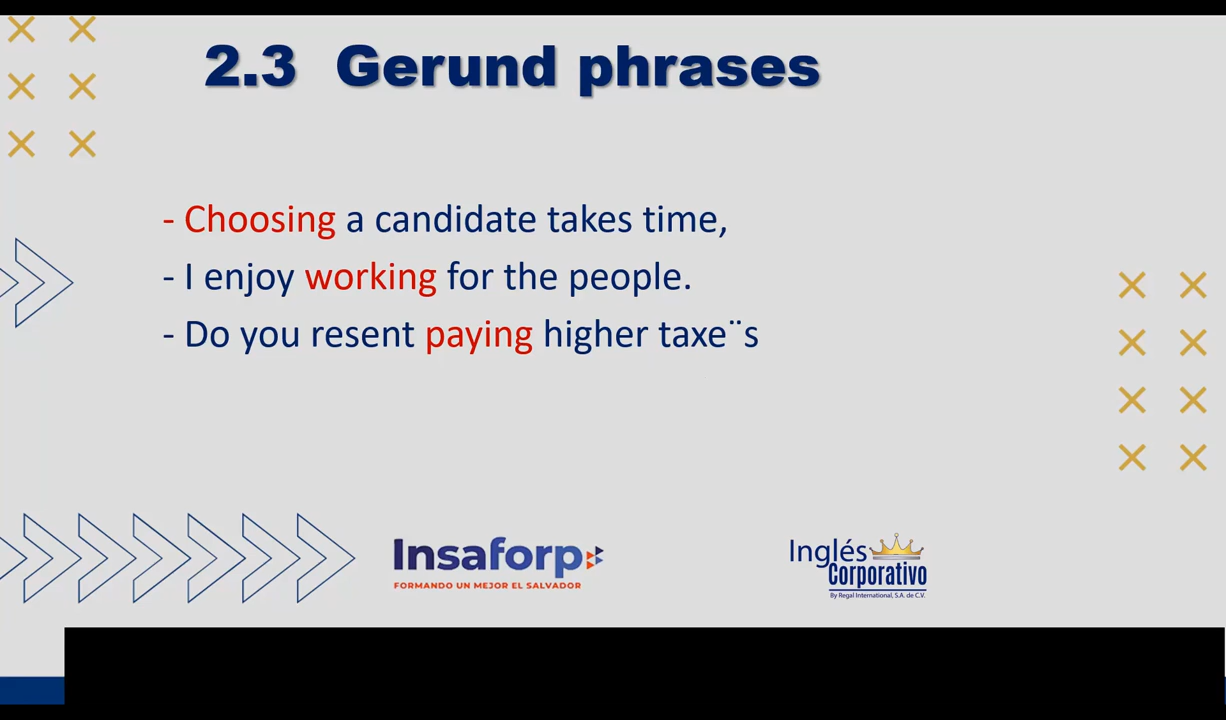 2.3 Gerund phrases
- Choosing a candidate takes time,
- I enjoy working for the people.
- Do you resent paying higher taxe¨s
Insaforp
FORMANDO UN MEJOR EL SALVADOR
Inglés
Corporativo
By Regal International, S.A. de C.V.